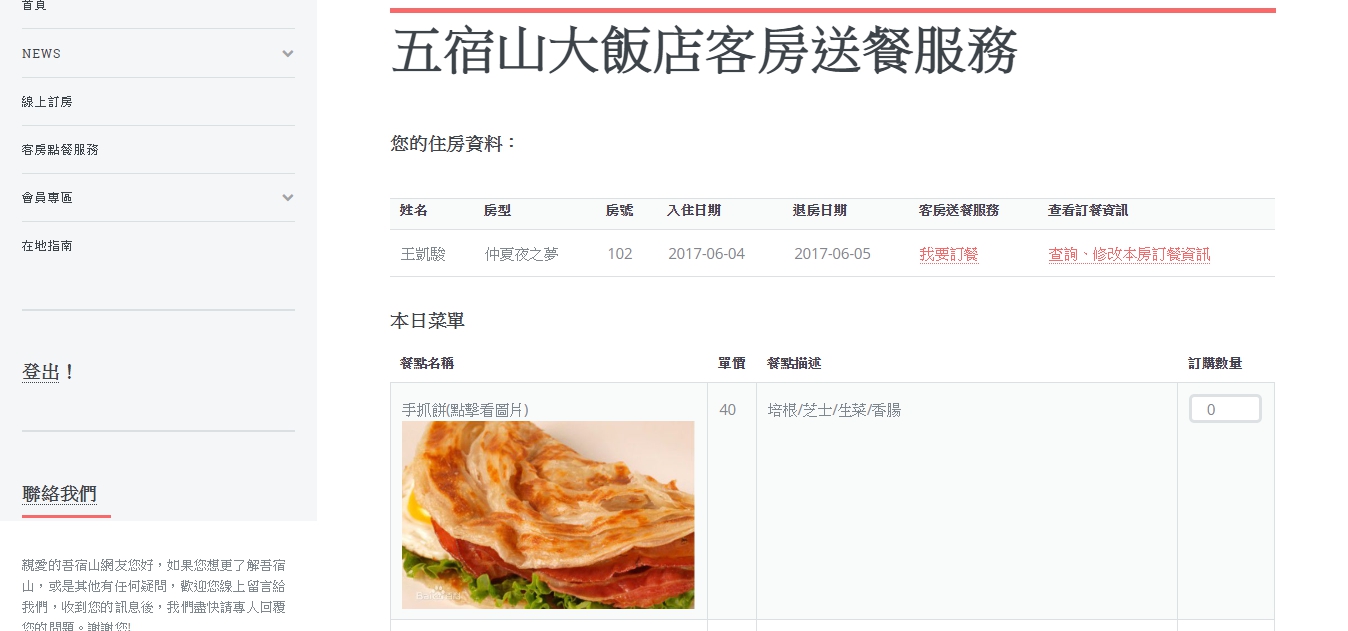 首頁
NEWS
線上訂房
客房點餐服務
會員專區
在地指南
登出！
聯絡我們
親愛的吾宿山網友您好，如果您想更了解吾宿
山，或是其他有任何疑問，歡迎您線上留言給
我們，收到您的訊息後，我們盡快請專人回覆
您的問題。謝謝您!
五宿山大飯店客房送餐服務
您的住房資料：
姓名 房型 房號 入住日期 退房日期 客房送餐服務 查看訂餐資訊
王凱駿 仲夏夜之夢 102 2017-06-04 2017-06-05 我要訂餐 查詢、修改本房訂餐資訊
本日菜單
餐點名稱 單價 餐點描述 訂購數量
手抓餅(點擊看圖片) 40 培根/芝士/生菜/香腸 0